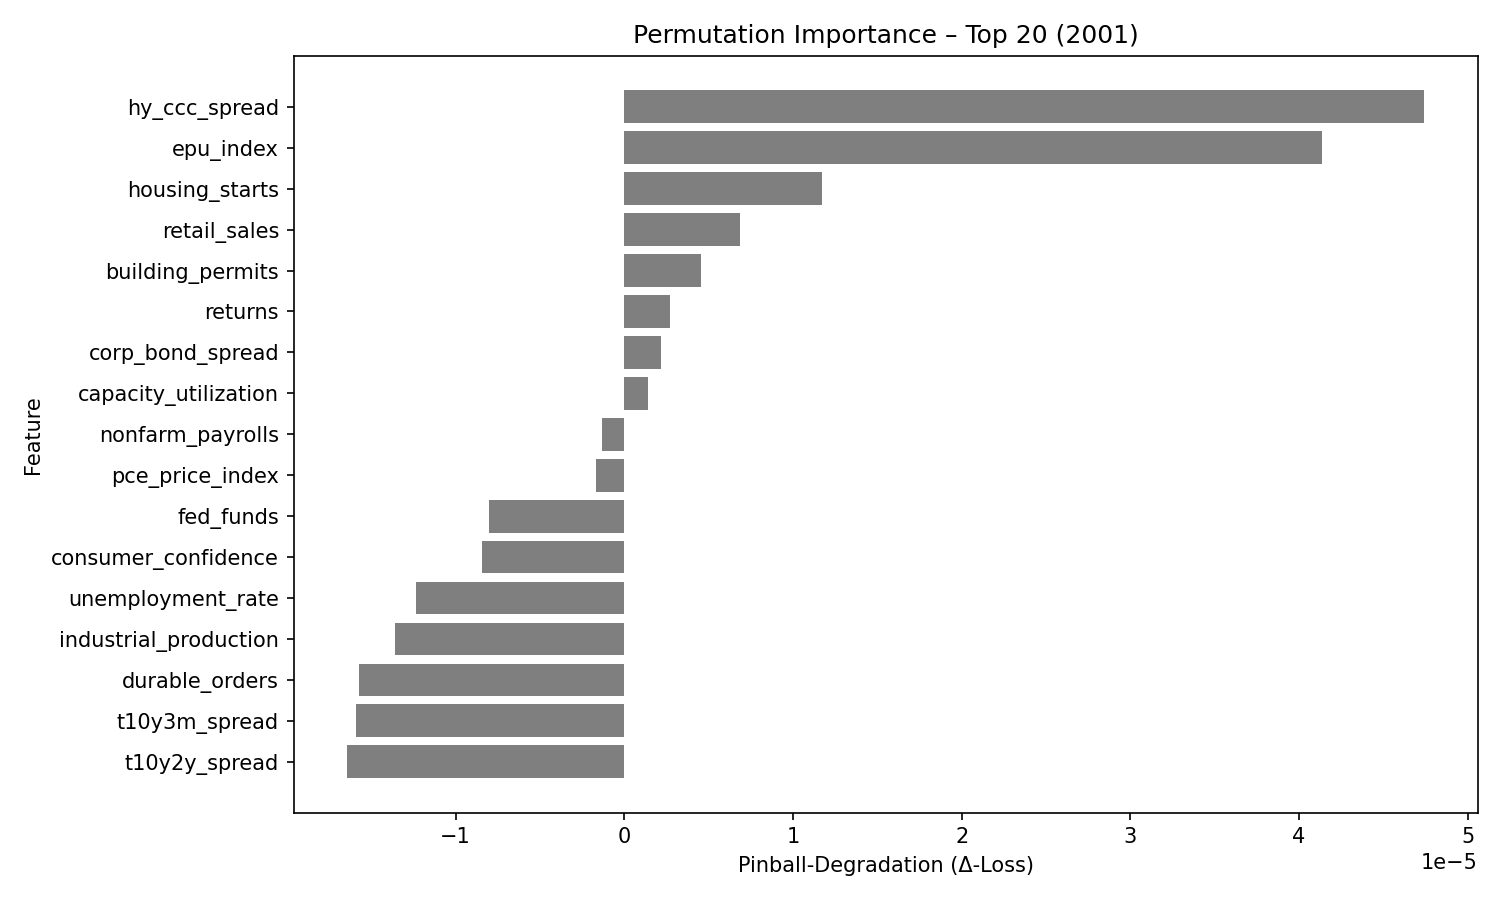 Permutation Importance – Top 20 (2001)
Feature
hy_ccc_spread
epu_index
housing_starts
retail_sales
building_permits
returns
corp_bond_spread
capacity_utilization
nonfarm_payrolls
pce_price_index
fed_funds
consumer_confidence
unemployment_rate
industrial_production
durable_orders
t10y3m_spread
t10y2y_spread
−1 0 1 2 3 4 5
1e−5
Pinball-Degradation (Δ-Loss)